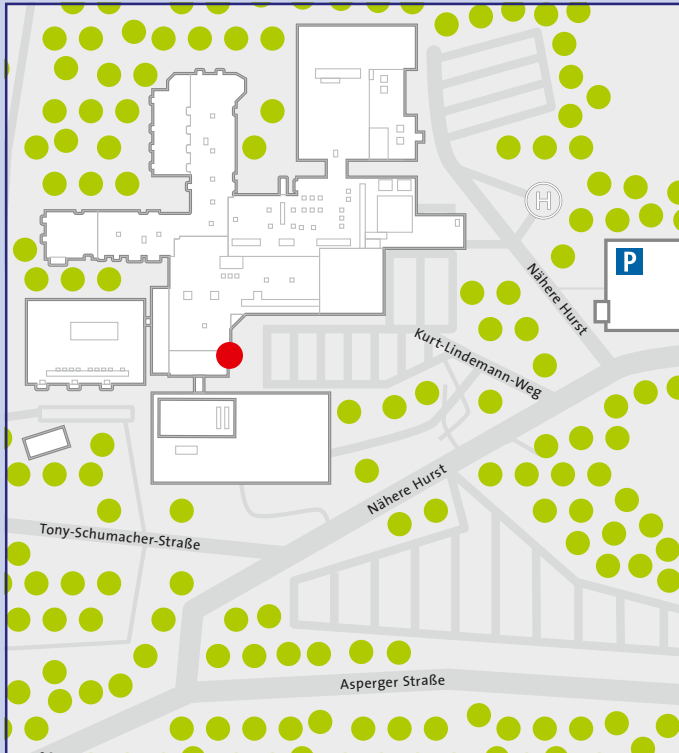 H
P
Nähere Hurst
Kurt-Lindemann-Weg
Nähere Hurst
Tony-Schumacher-Straße
Asperger Straße